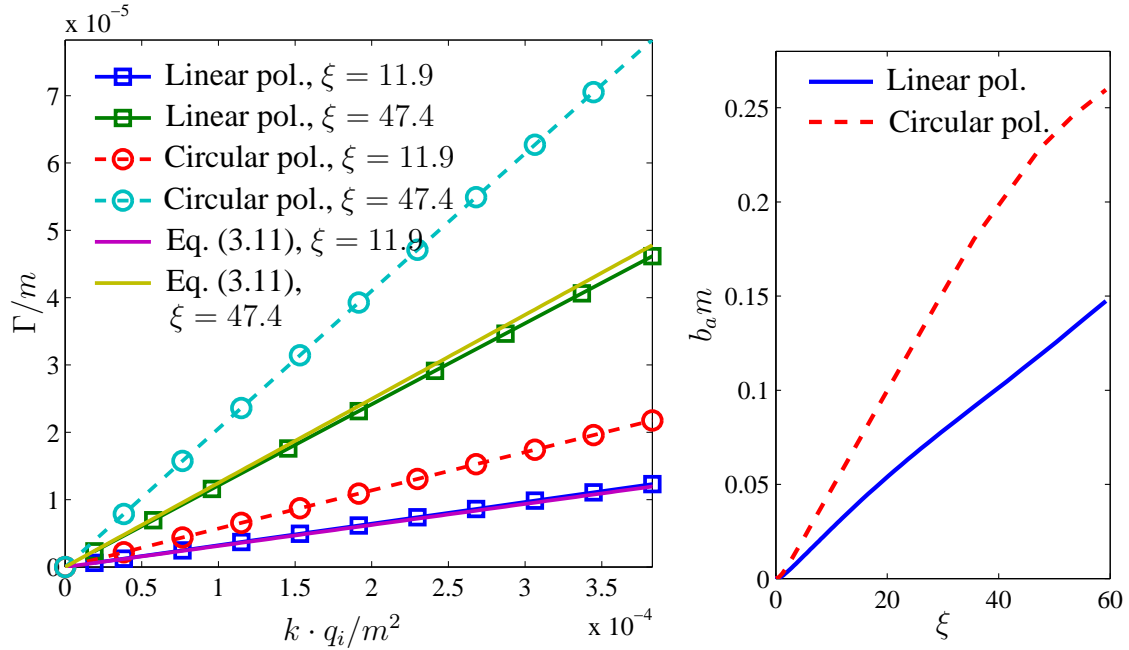 x 10⁻⁵
7
6
5
4
3
2
1
0
Γ/m
Linear pol., ξ = 11.9
Linear pol., ξ = 47.4
Circular pol., ξ = 11.9
Circular pol., ξ = 47.4
Eq. (3.11), ξ = 11.9
Eq. (3.11),
ξ = 47.4
0 0.5 1 1.5 2 2.5 3 3.5
x 10⁻⁴
k · qᵢ/m²
0.25
0.2
0.15
0.1
0.05
0
bₐm
Linear pol.
Circular pol.
0 20 40 60
ξ